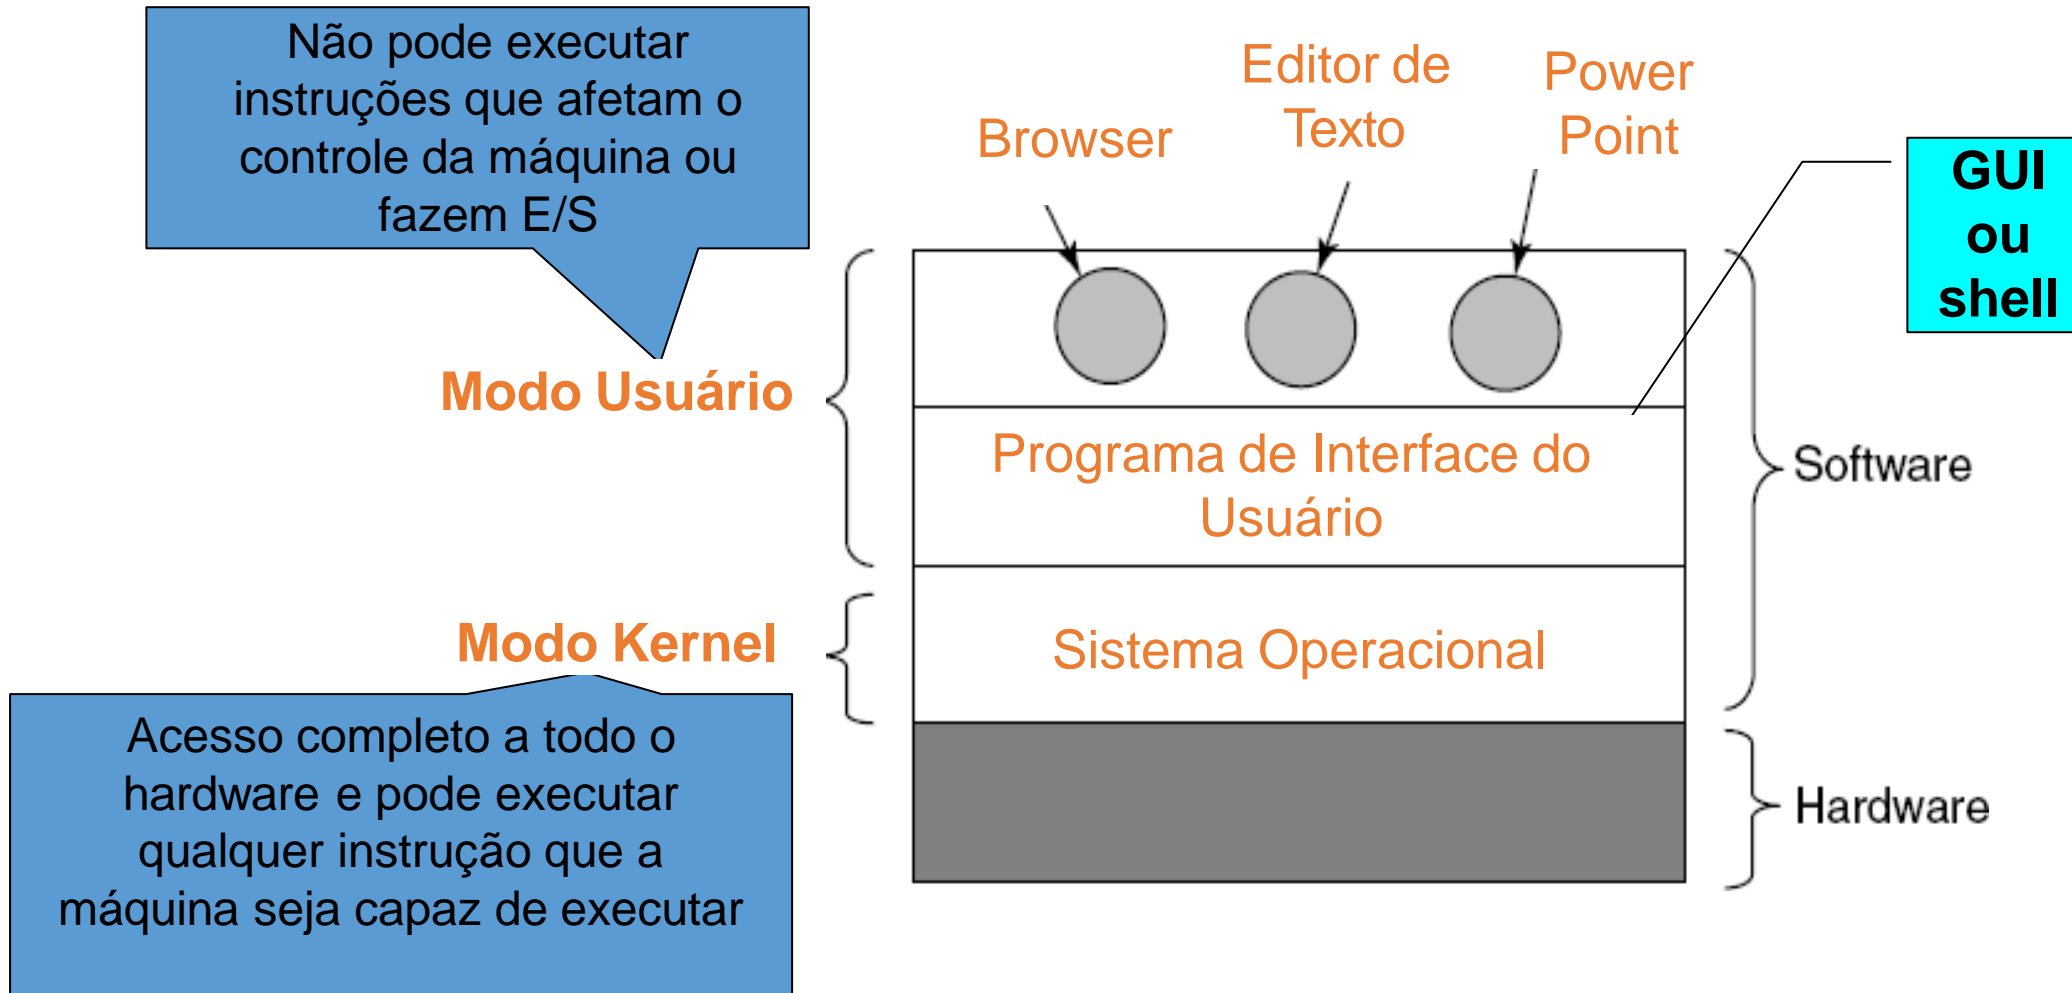 Não pode executar
instruções que afetam o
controle da máquina ou
fazem E/S
Editor de
Texto
Power
Point
Browser
GUI
ou
shell
Modo Usuário
Programa de Interface do
Usuário
Software
Modo Kernel
Sistema Operacional
Acesso completo a todo o
hardware e pode executar
qualquer instrução que a
máquina seja capaz de executar
Hardware